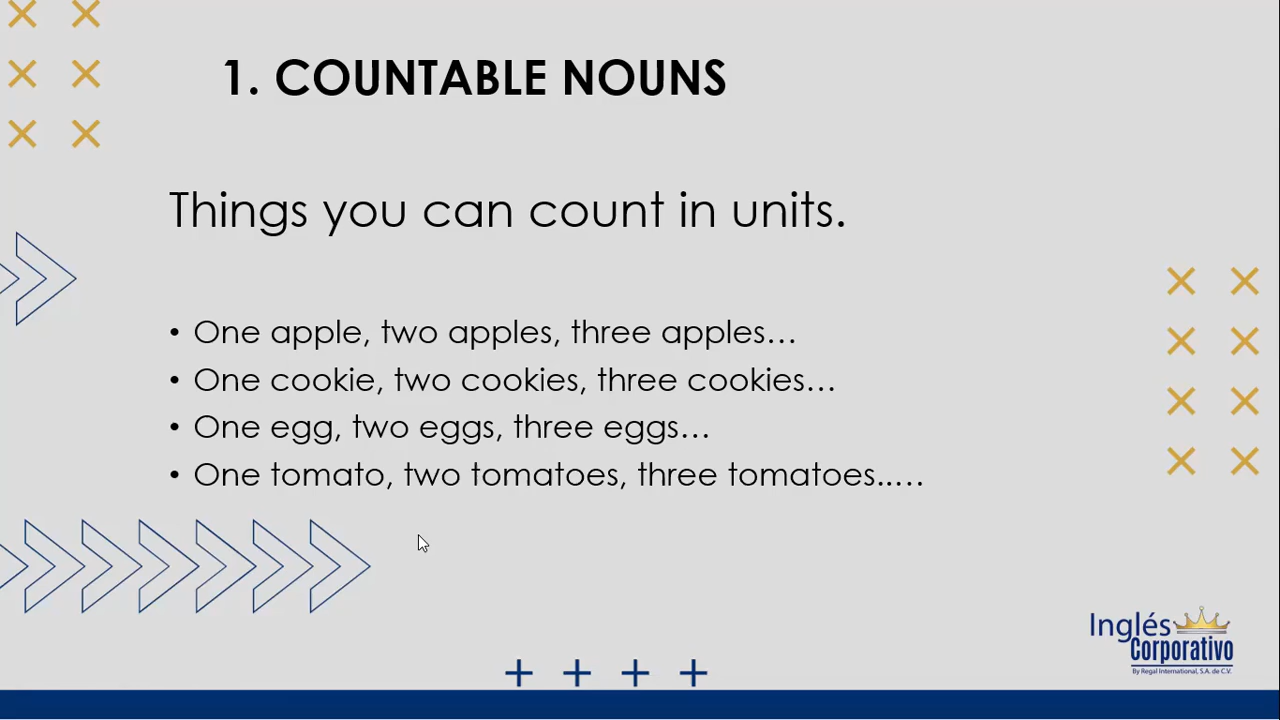 1. COUNTABLE NOUNS
Things you can count in units.
• One apple, two apples, three apples…
• One cookie, two cookies, three cookies…
• One egg, two eggs, three eggs…
• One tomato, two tomatoes, three tomatoes..…
Inglés
Corporativo
By Regal International, S.A. de C.V.